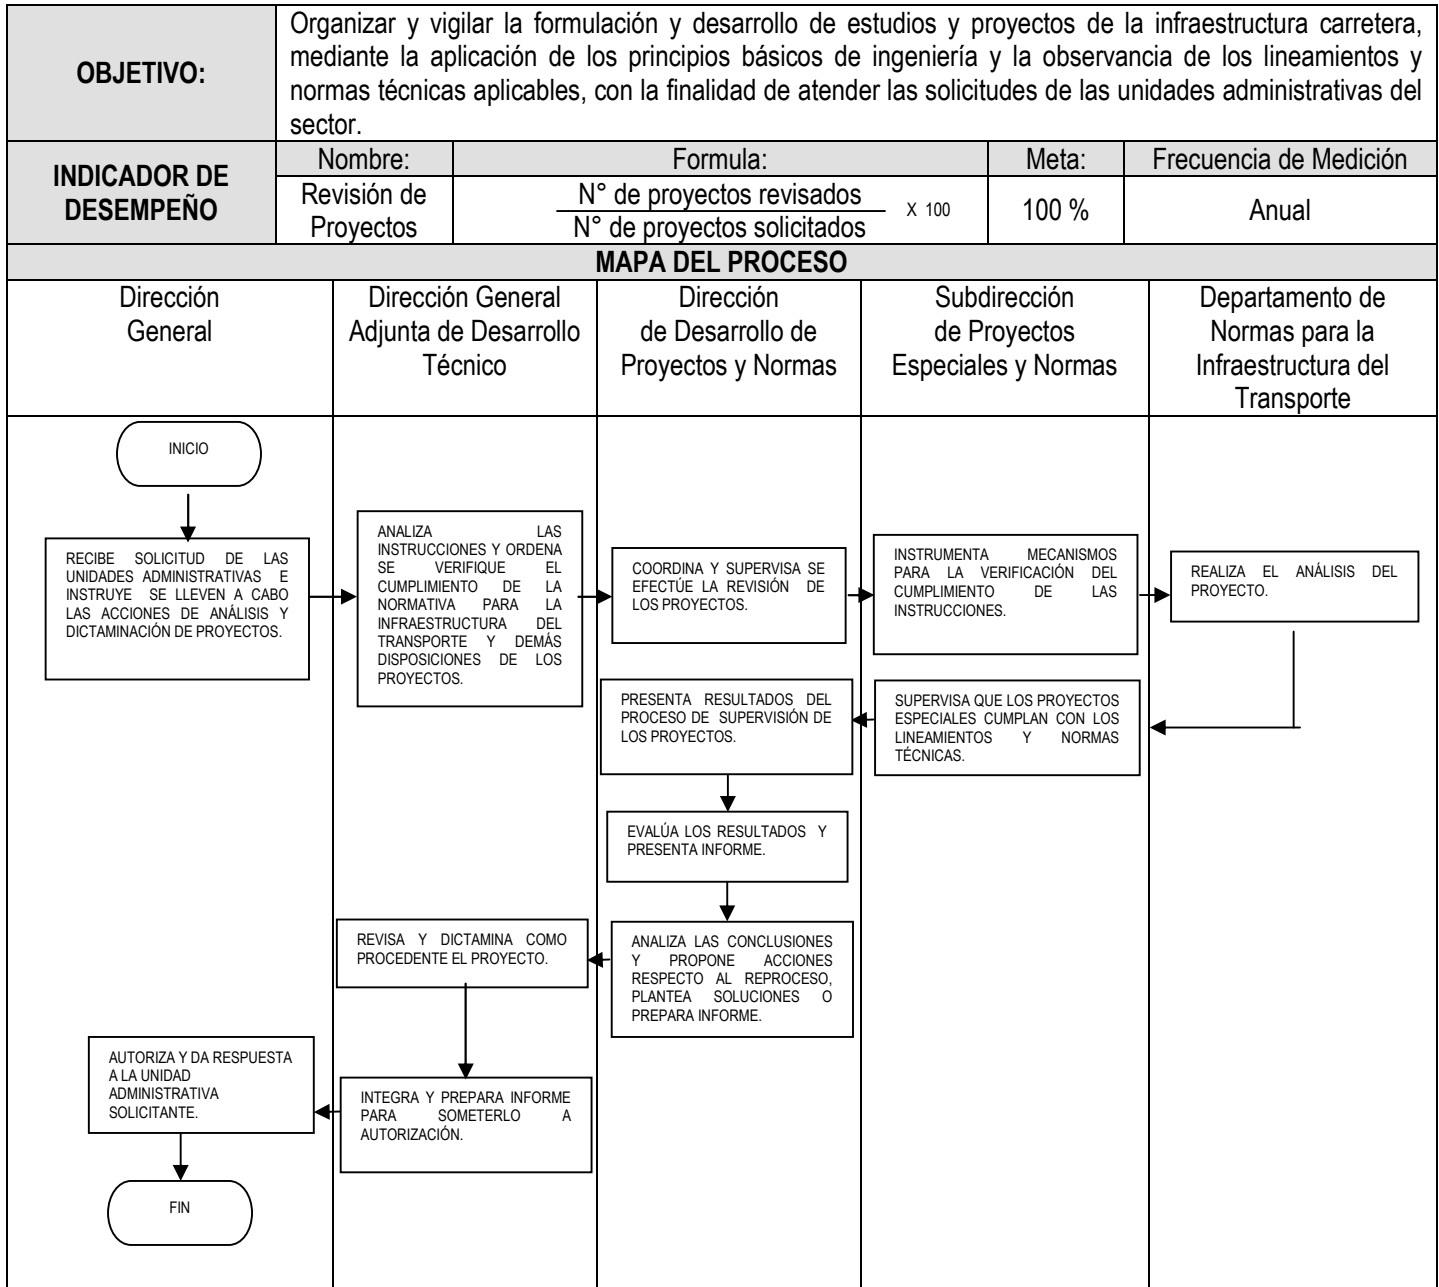 OBJETIVO:
Organizar y vigilar la formulación y desarrollo de estudios y proyectos de la infraestructura carretera,
mediante la aplicación de los principios básicos de ingeniería y la observancia de los lineamientos y
normas técnicas aplicables, con la finalidad de atender las solicitudes de las unidades administrativas del
sector.
INDICADOR DE
DESEMPEÑO
Nombre:
Formula:
Meta:
Frecuencia de Medición
Revisión de
Proyectos
N° de proyectos revisados
N° de proyectos solicitados
X 100
100 %
Anual
MAPA DEL PROCESO
Dirección
General
Dirección General
Adjunta de Desarrollo
Técnico
Dirección
de Desarrollo de
Proyectos y Normas
Subdirección
de Proyectos
Especiales y Normas
Departamento de
Normas para la
Infraestructura del
Transporte
INICIO
RECIBE SOLICITUD DE LAS
UNIDADES ADMINISTRATIVAS E
INSTRUYE SE LLEVEN A CABO
LAS ACCIONES DE ANÁLISIS Y
DICTAMINACIÓN DE PROYECTOS.
ANALIZA LAS
INSTRUCCIONES Y ORDENA
SE VERIFIQUE EL
CUMPLIMIENTO DE LA
NORMATIVA PARA LA
INFRAESTRUCTURA DEL
TRANSPORTE Y DEMÁS
DISPOSICIONES DE LOS
PROYECTOS.
COORDINA Y SUPERVISA SE
EFECTÚE LA REVISIÓN DE
LOS PROYECTOS.
INSTRUMENTA MECANISMOS
PARA LA VERIFICACIÓN DEL
CUMPLIMIENTO DE LAS
INSTRUCCIONES.
REALIZA EL ANÁLISIS DEL
PROYECTO.
PRESENTA RESULTADOS DEL
PROCESO DE SUPERVISIÓN DE
LOS PROYECTOS.
SUPERVISA QUE LOS PROYECTOS
ESPECIALES CUMPLAN CON LOS
LINEAMIENTOS Y NORMAS
TÉCNICAS.
EVALÚA LOS RESULTADOS Y
PRESENTA INFORME.
REVISA Y DICTAMINA COMO
PROCEDENTE EL PROYECTO.
ANALIZA LAS CONCLUSIONES
Y PROPONE ACCIONES
RESPECTO AL REPROCESO,
PLANTEA SOLUCIONES O
PREPARA INFORME.
AUTORIZA Y DA RESPUESTA
A LA UNIDAD
ADMINISTRATIVA
SOLICITANTE.
INTEGRA Y PREPARA INFORME
PARA SOMETERLO A
AUTORIZACIÓN.
FIN